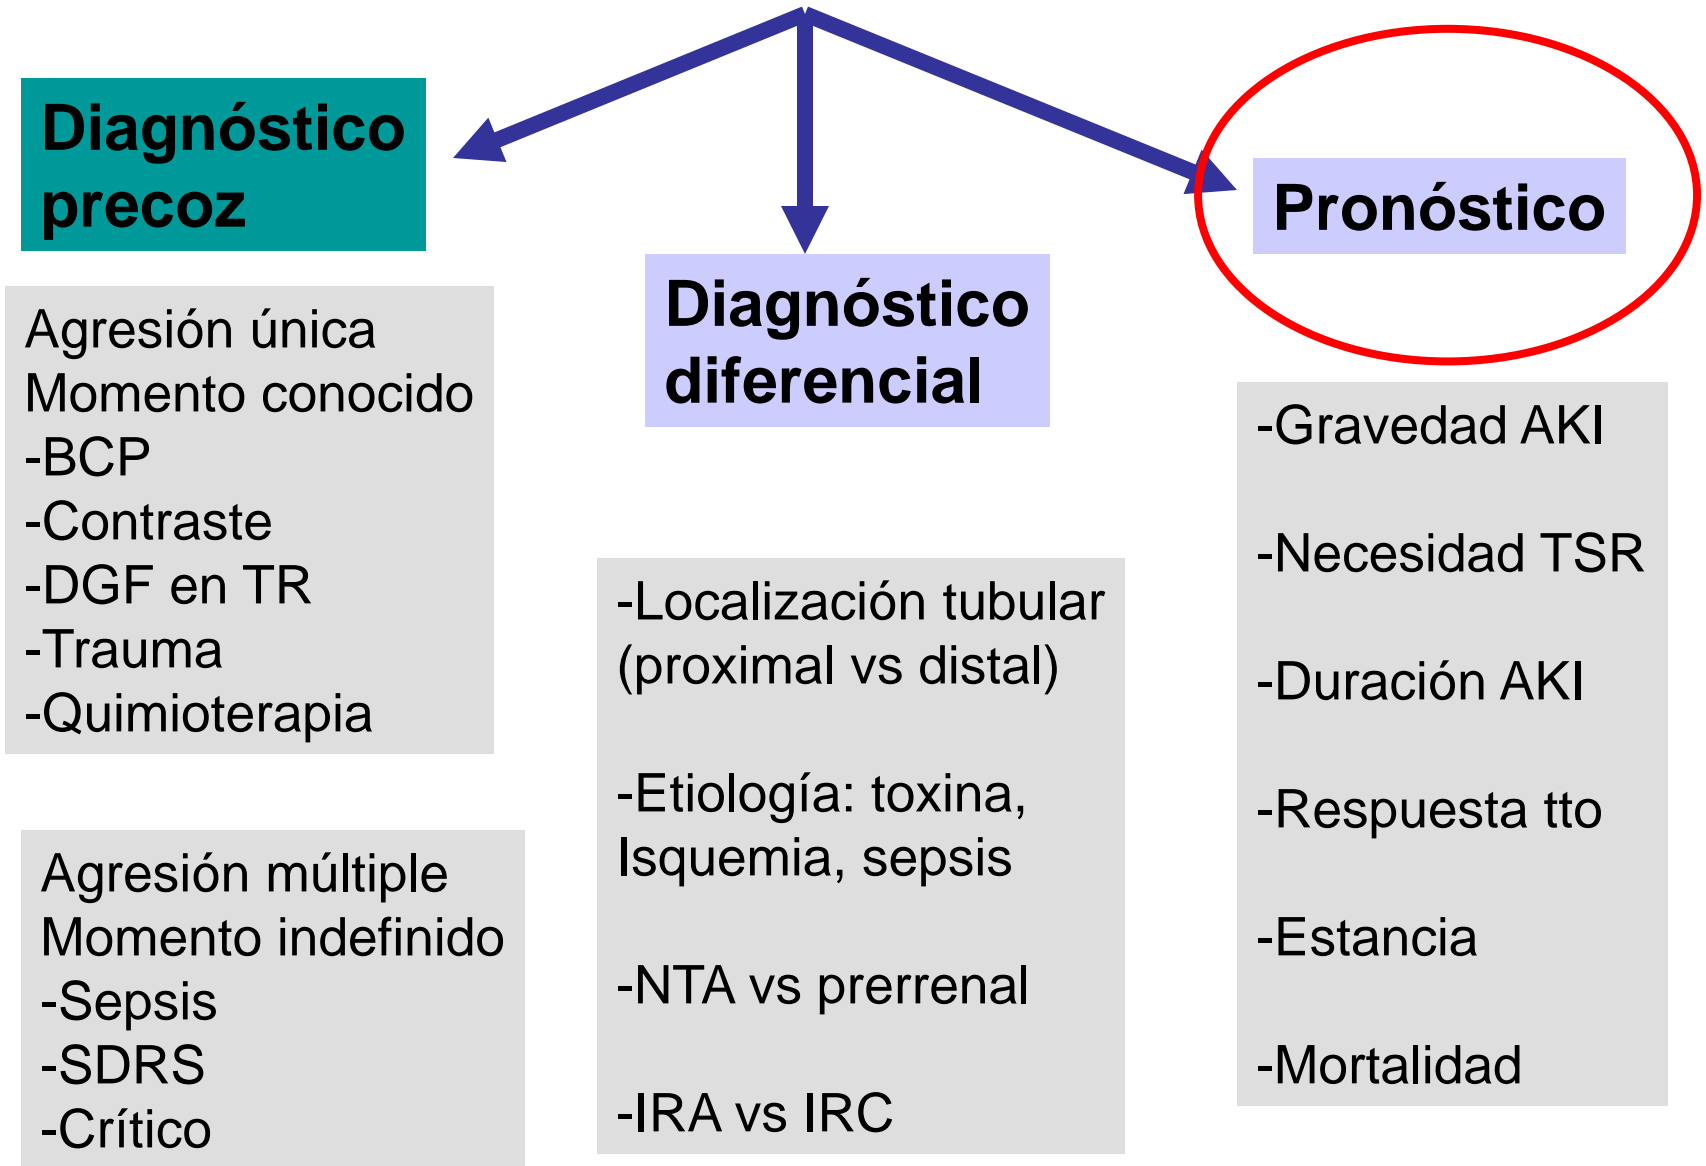 Diagnóstico
precoz
Agresión única
Momento conocido
-BCP
-Contraste
-DGF en TR
-Trauma
-Quimioterapia
Agresión múltiple
Momento indefinido
-Sepsis
-SDRS
-Crítico
Diagnóstico
diferencial
-Localización tubular
(proximal vs distal)
-Etiología: toxina,
Isquemia, sepsis
-NTA vs prerrenal
-IRA vs IRC
Pronóstico
-Gravedad AKI
-Necesidad TSR
-Duración AKI
-Respuesta tto
-Estancia
-Mortalidad